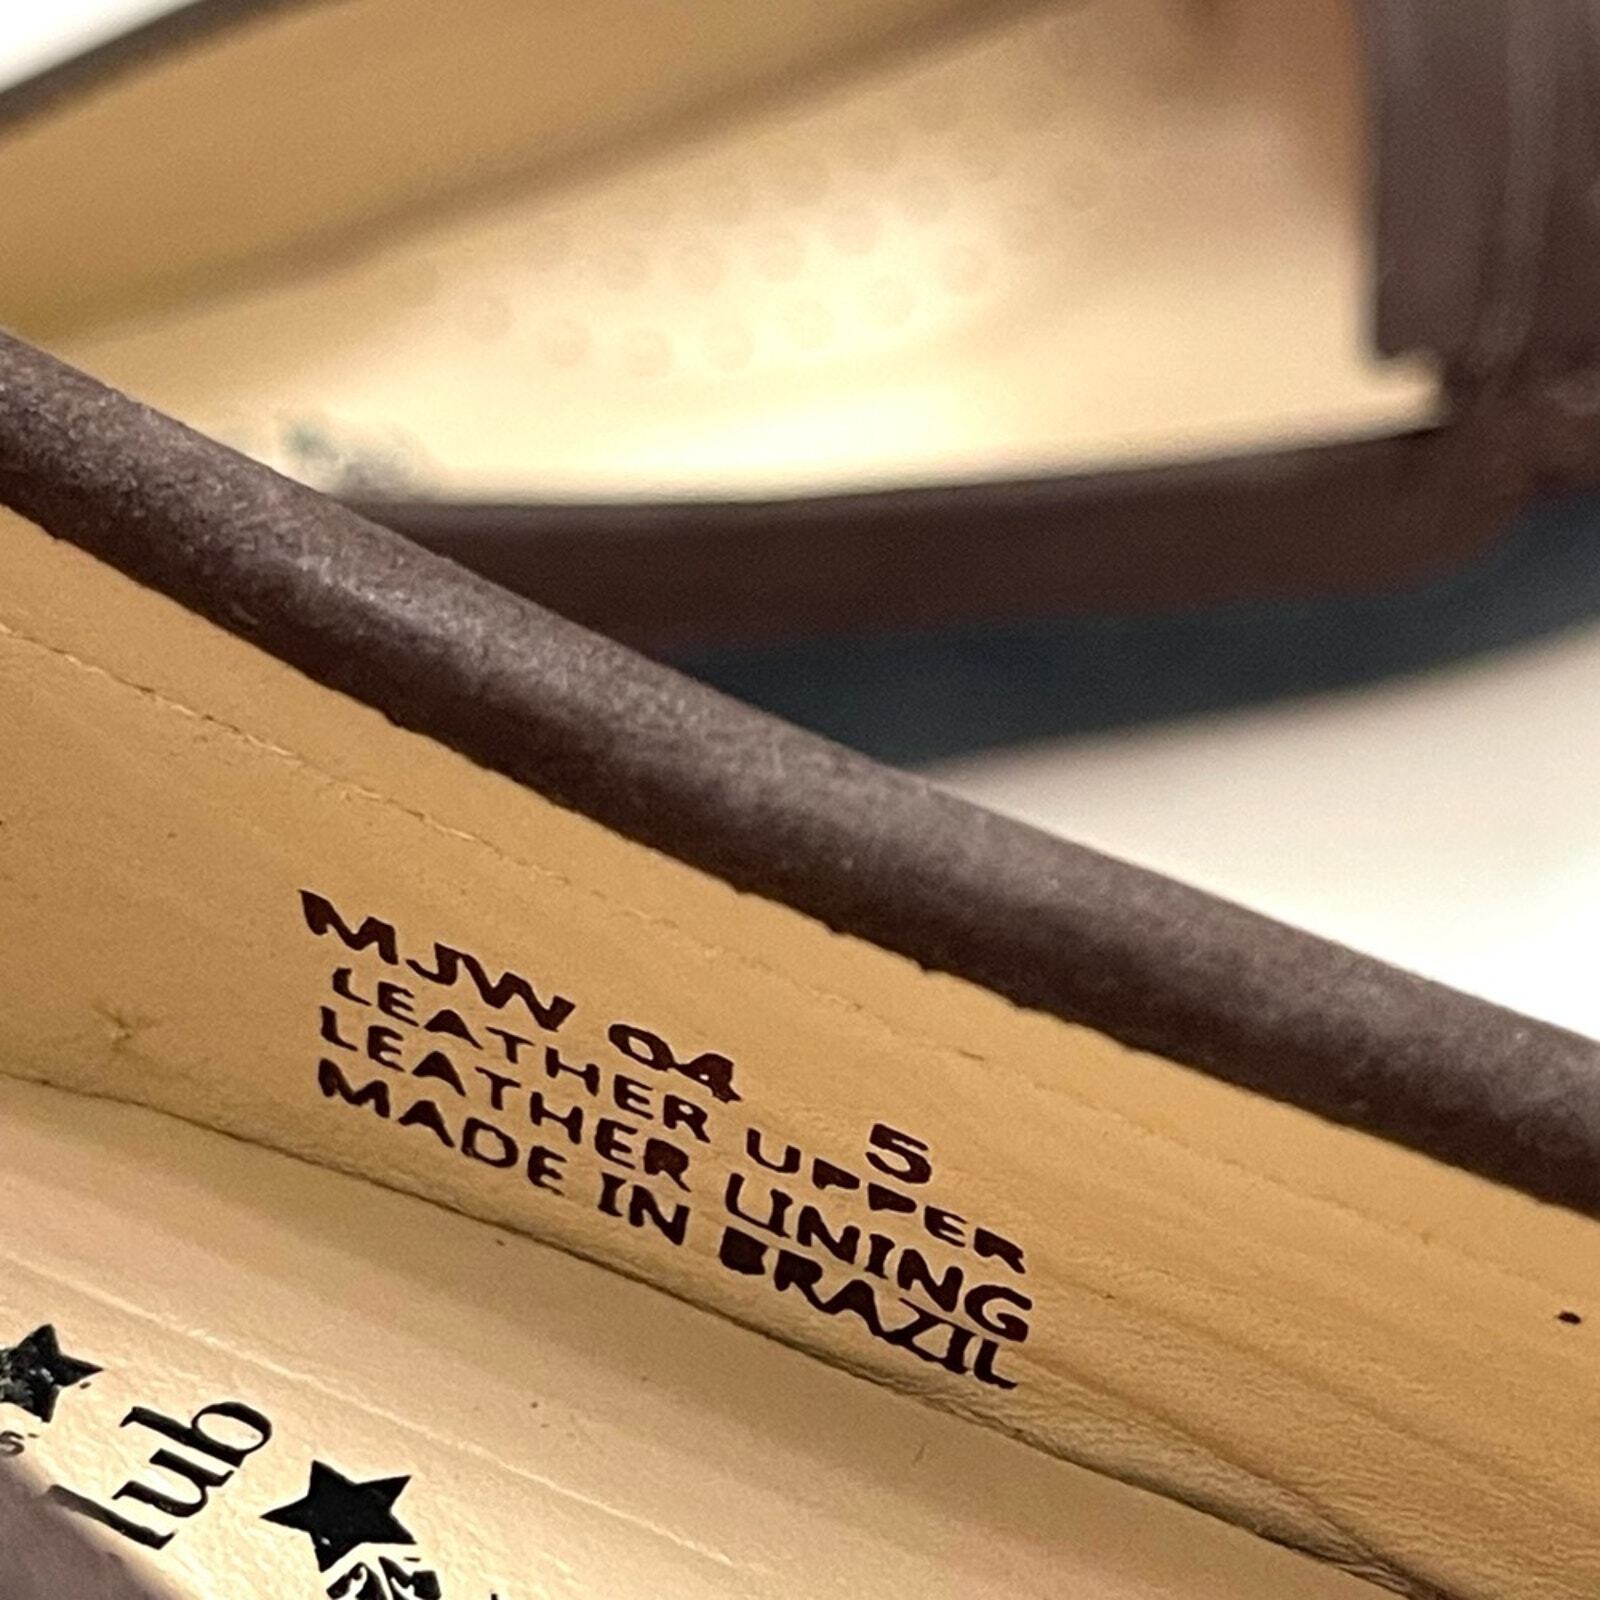 MJW 04 5
LEATHER UPPER
LEATHER LINING
MADE IN BRAZIL
lub